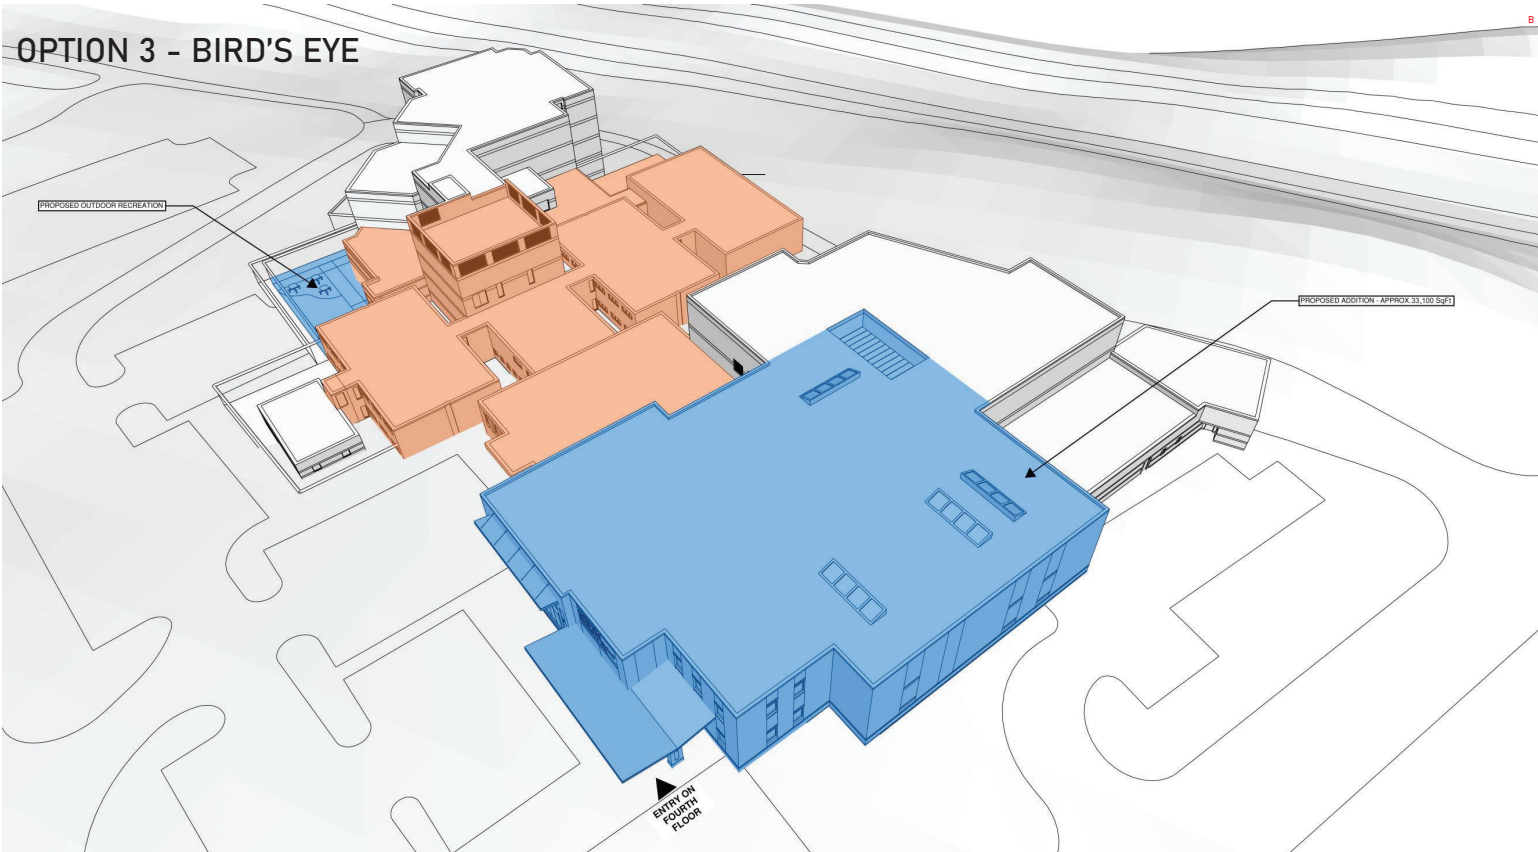 B
OPTION 3 - BIRD'S EYE
PROPOSED OUTDOOR RECREATION
PROPOSED ADDITION - APPROX.33,100 SqFt
ENTRY ON
FOURTH
FLOOR